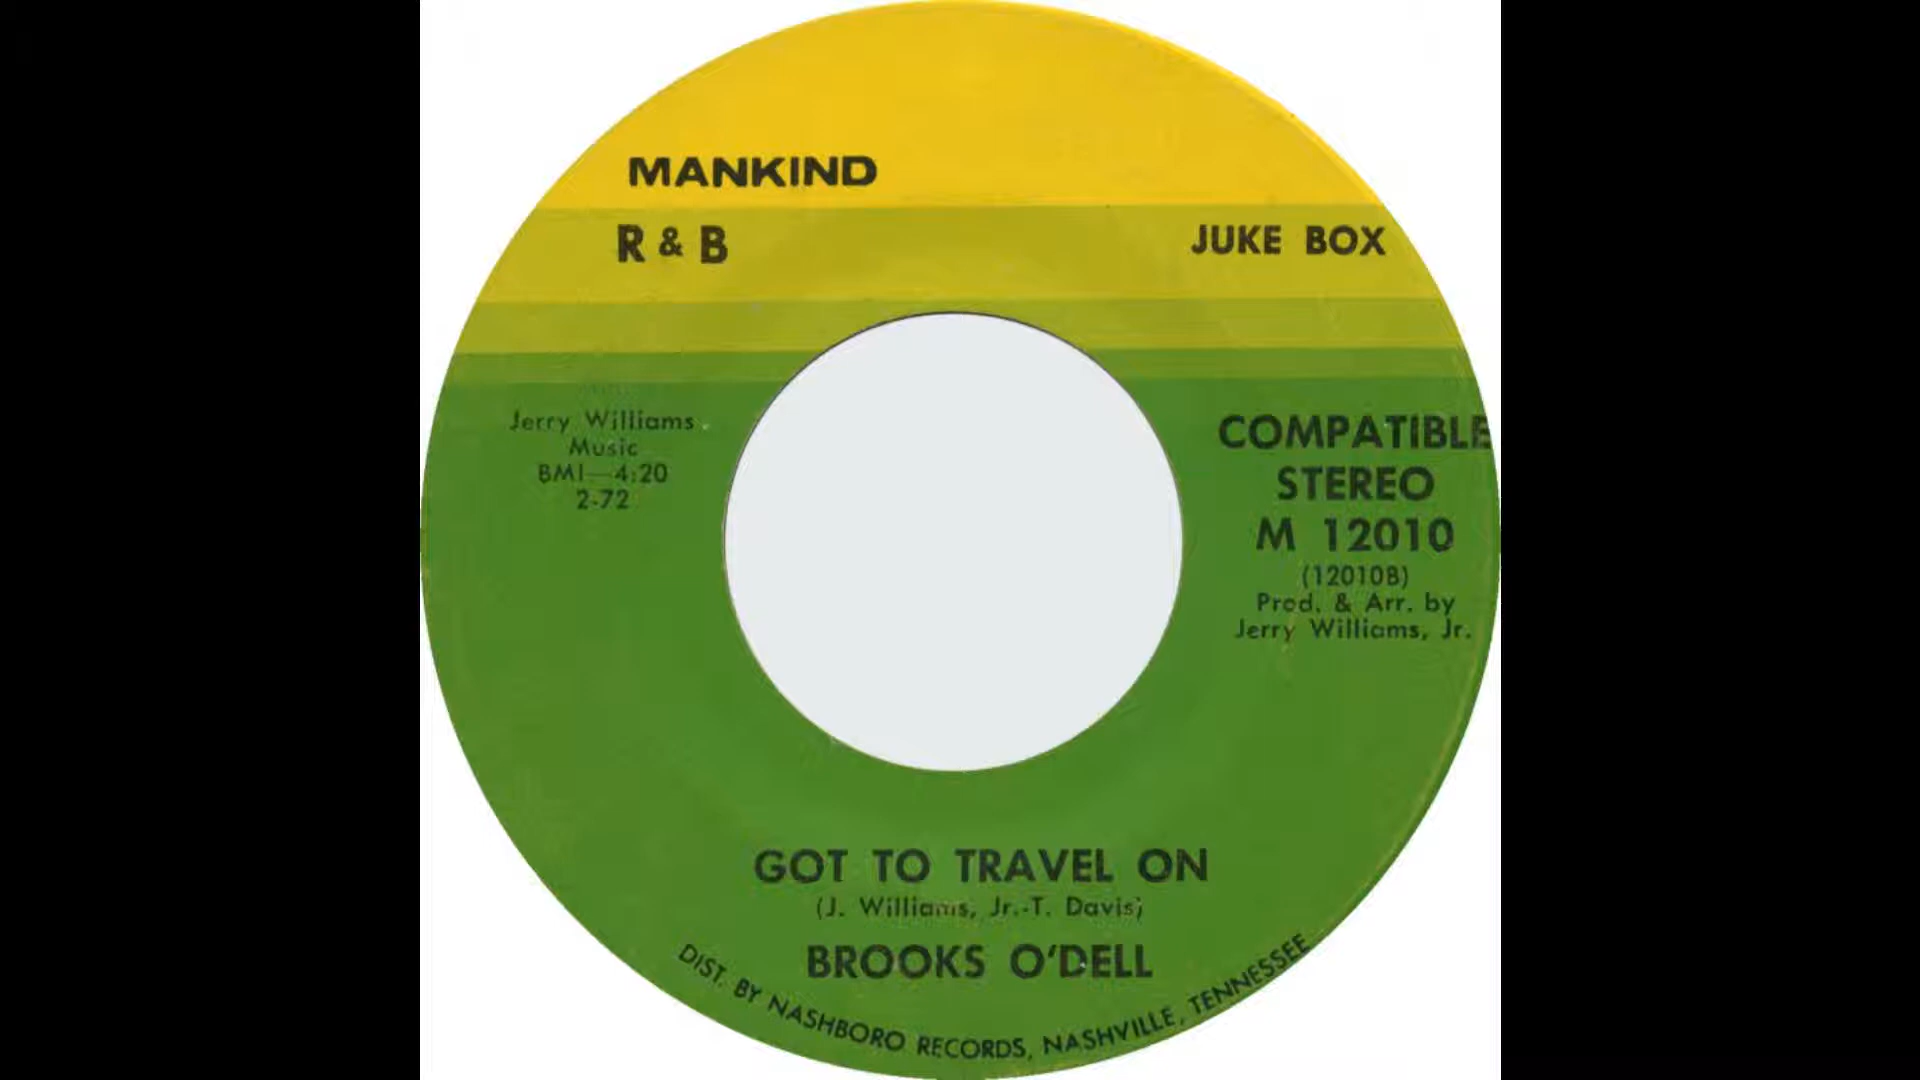 MANKIND
R & B
JUKE BOX
Jerry Williams
Music
BMI—4:20
2-72
COMPATIBLE
STEREO
M 12010
(12010B)
Prod. & Arr. by
Jerry Williams, Jr.
GOT TO TRAVEL ON
(J. Williams, Jr.-T. Davis)
BROOKS O'DELL
DIST. BY NASHBORO RECORDS, NASHVILLE, TENNESSEE